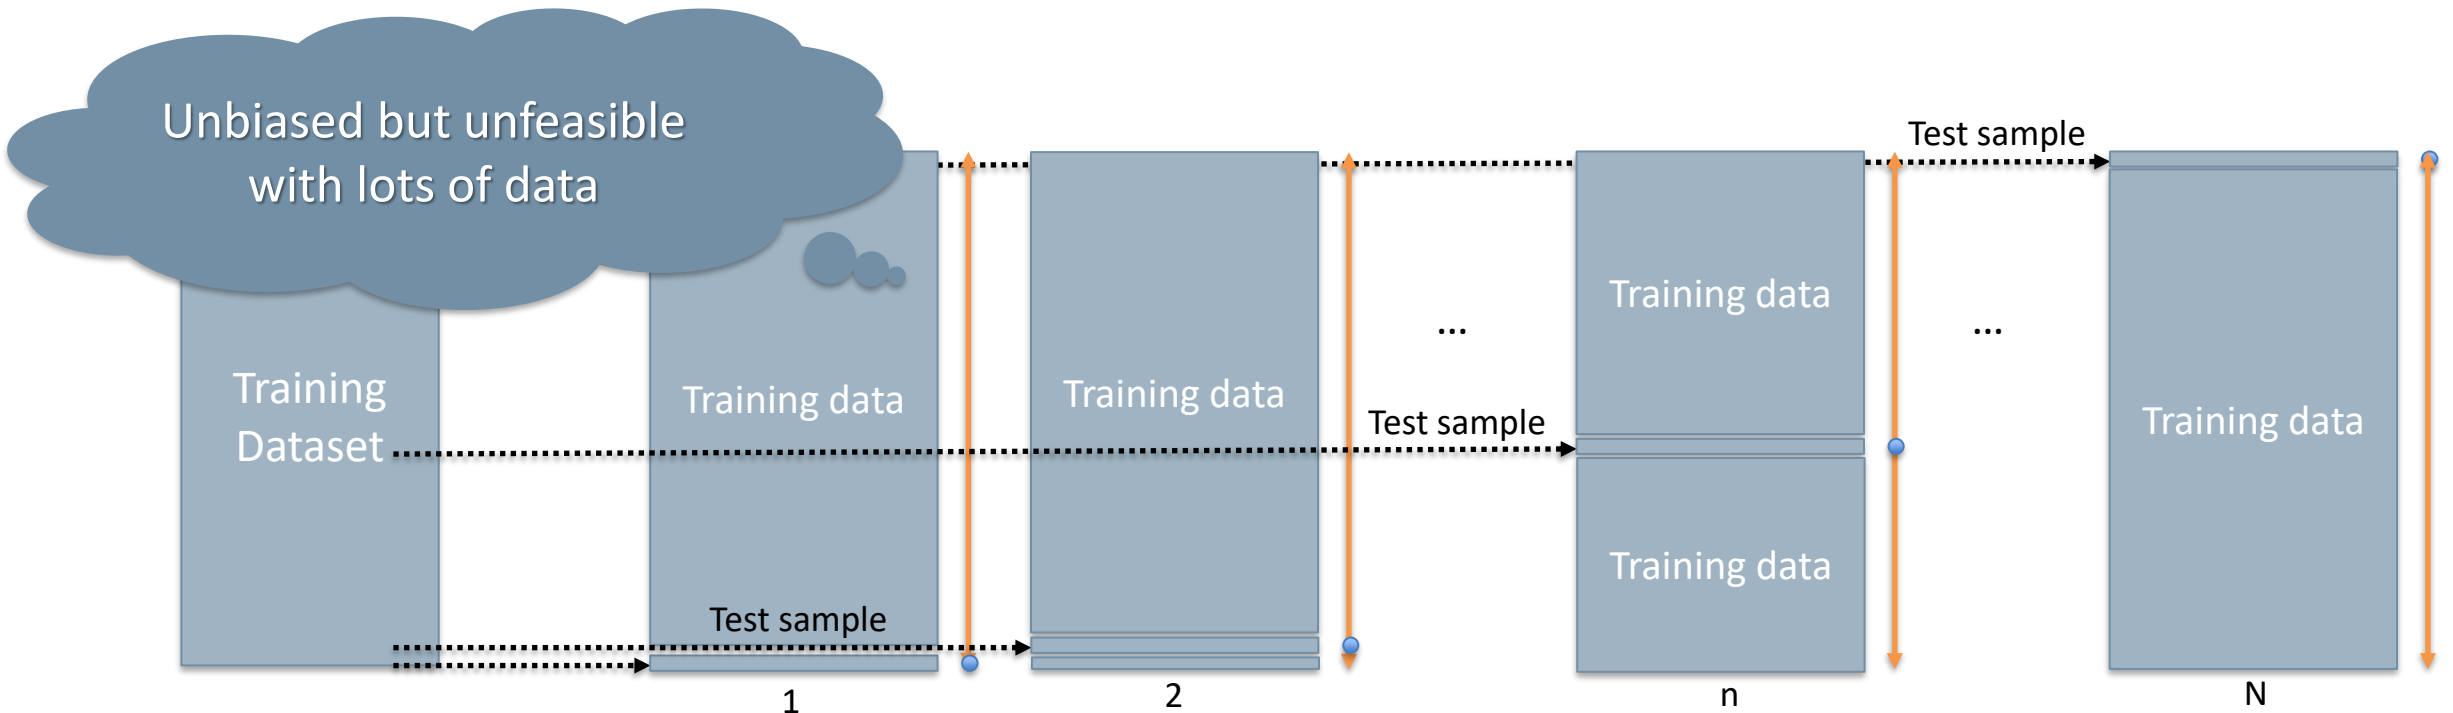 Unbiased but unfeasible
with lots of data
Training
Dataset
Training data
Test sample
1
Training data
2
...
Test sample
Training data
Training data
n
...
Test sample
Training data
N